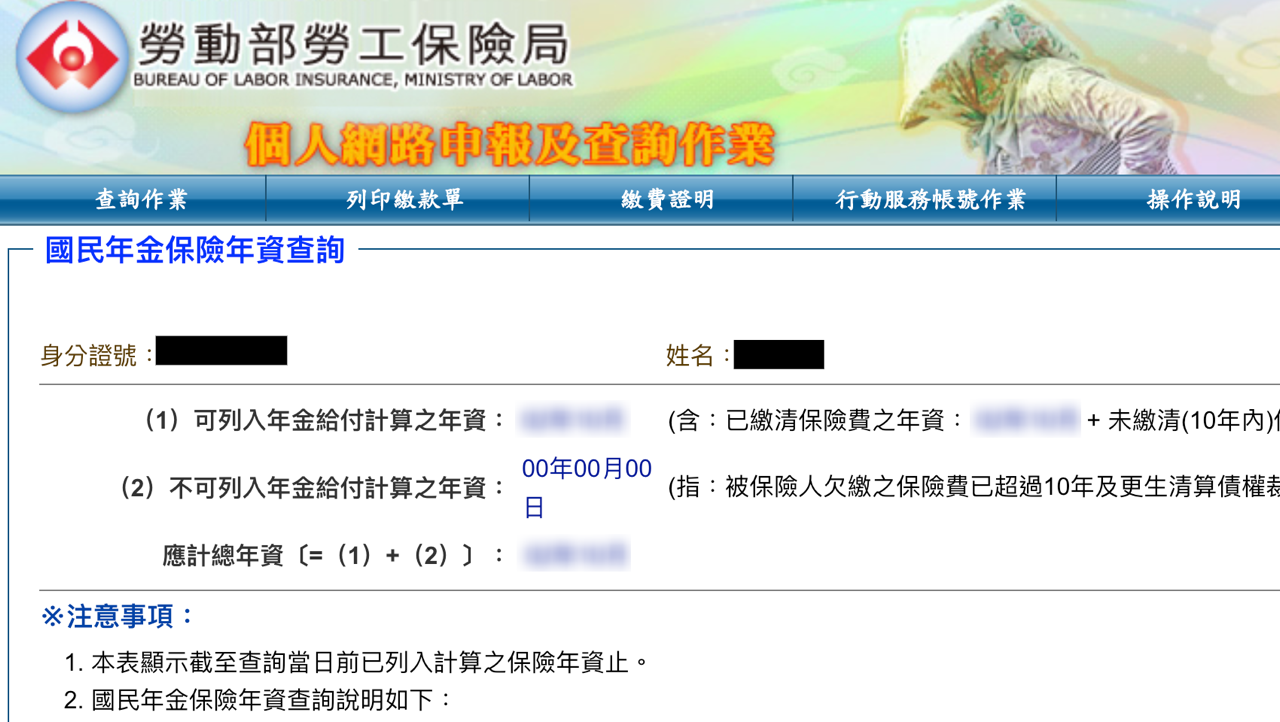 勞動部勞工保險局
BUREAU OF LABOR INSURANCE, MINISTRY OF LABOR
個人網路申報及查詢作業
查詢作業 列印繳款單 繳費證明 行動服務帳號作業 操作說明
國民年金保險年資查詢
身分證號： 姓名：
（1）可列入年金給付計算之年資： (含：已繳清保險費之年資： + 未繳清(10年內)
（2）不可列入年金給付計算之年資： 00年00月00日 (指：被保險人欠繳之保險費已超過10年及更生清算債權裁
應計總年資〔=（1）+（2）〕：
※注意事項：
1. 本表顯示截至查詢當日前已列入計算之保險年資止。
2. 國民年金保險年資查詢說明如下：